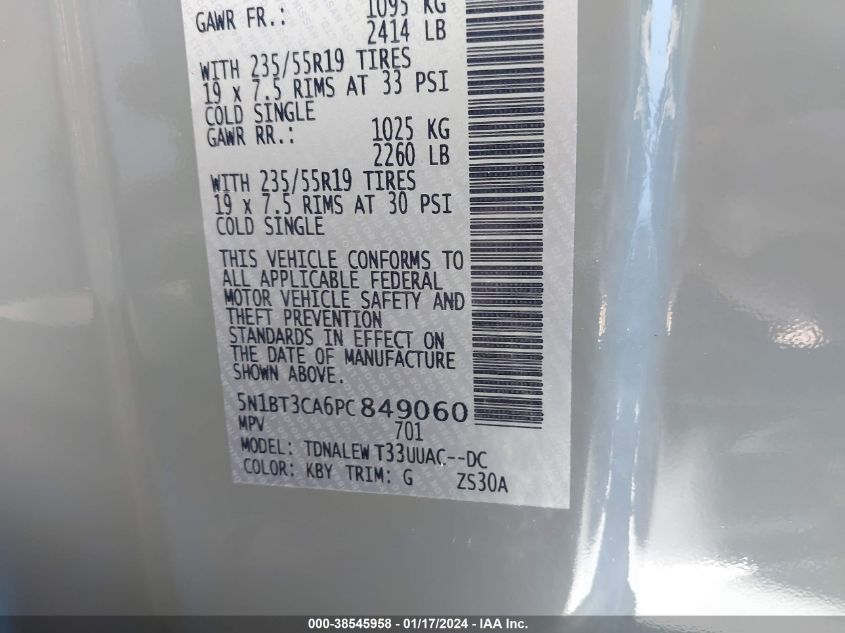 GAWR FR.: 1095 KG
2414 LB
WITH 235/55R19 TIRES
19 x 7.5 RIMS AT 33 PSI
COLD SINGLE
GAWR RR.: 1025 KG
2260 LB
WITH 235/55R19 TIRES
19 x 7.5 RIMS AT 30 PSI
COLD SINGLE
THIS VEHICLE CONFORMS TO
ALL APPLICABLE FEDERAL
MOTOR VEHICLE SAFETY AND
THEFT PREVENTION
STANDARDS IN EFFECT ON
THE DATE OF MANUFACTURE
SHOWN ABOVE.
5N1BT3CA6PC849060
MPV 701
MODEL: TDNALEW T33UUAC--DC
COLOR: KBY TRIM: G ZS30A
000-38545958 - 01/17/2024 - IAA Inc.